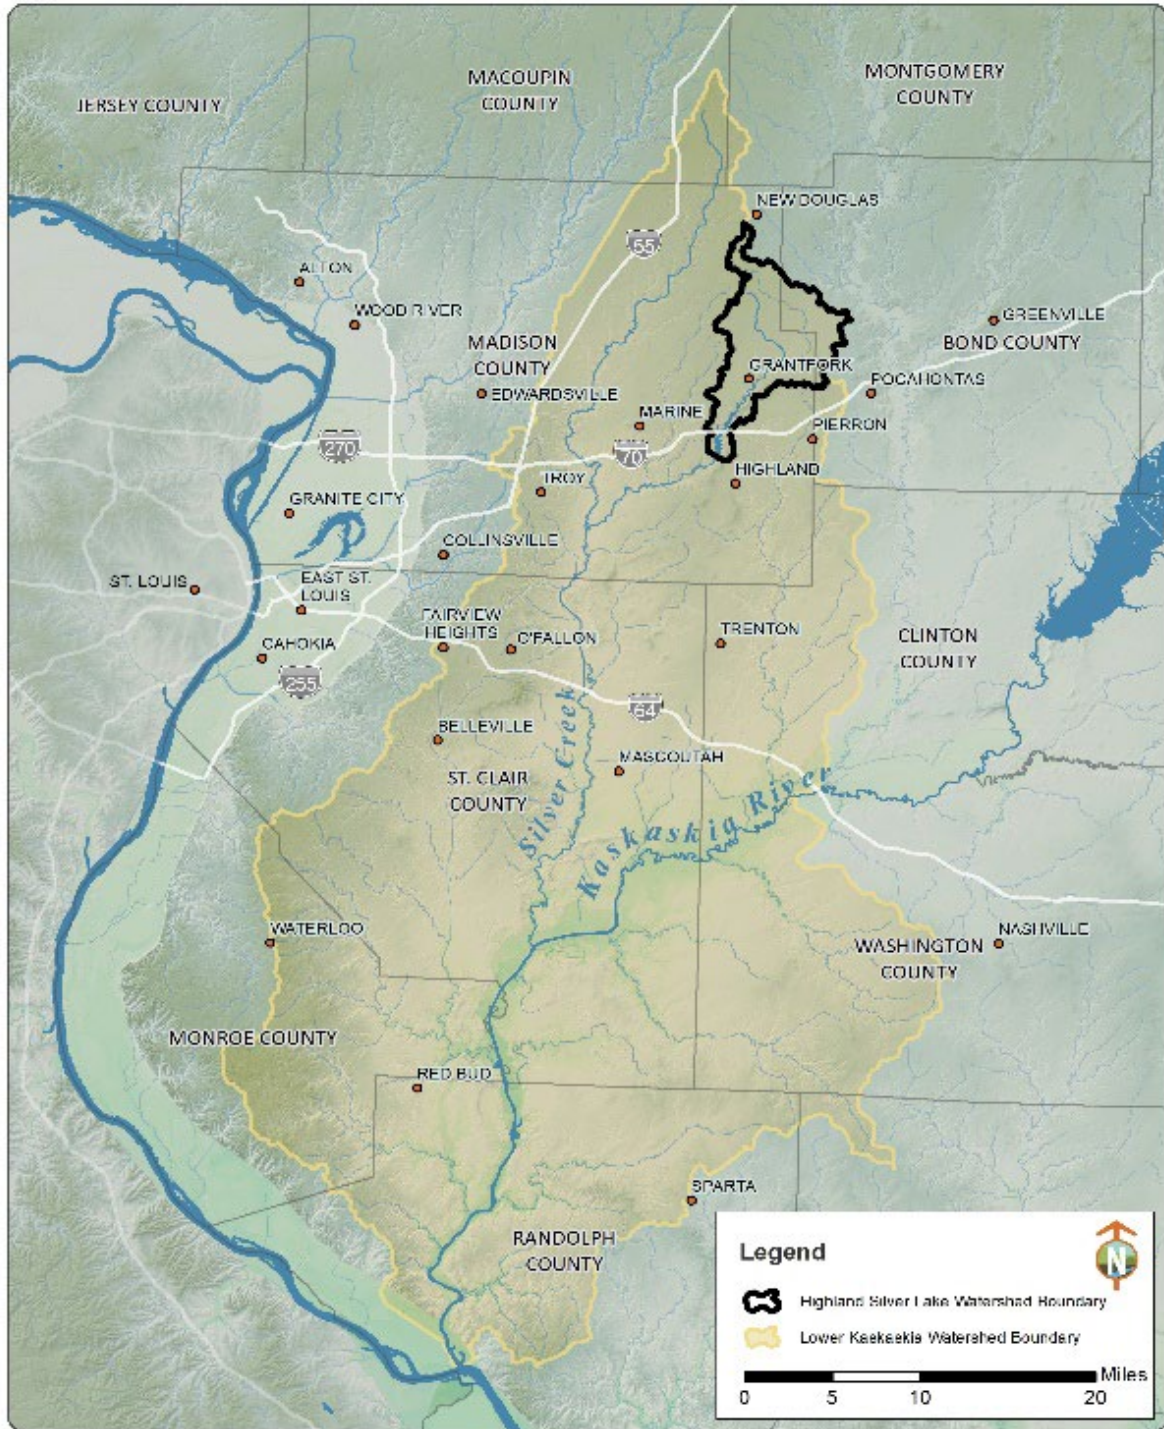 MACOUPIN
COUNTY
MONTGOMERY
COUNTY
JERSEY COUNTY
NEW DOUGLAS
55
ALTON
WOOD RIVER
GREENVILLE
MADISON
COUNTY
BOND COUNTY
GRANTFORK
POCAHONTAS
EDWARDSVILLE
MARINE
PIERRON
270
70
HIGHLAND
TROY
GRANITE CITY
COLLINSVILLE
ST. LOUIS
EAST ST.
LOUIS
FAIRVIEW
HEIGHTS
O'FALLON
TRENTON
CLINTON
COUNTY
CAHOKIA
255
64
BELLEVILLE
MASCOUTAH
ST. CLAIR
COUNTY
Silver Creek
Kaskaskia River
WATERLOO
NASHVILLE
WASHINGTON
COUNTY
MONROE COUNTY
RED BUD
SPARTA
RANDOLPH
COUNTY
Legend
N
Highland Silver Lake Watershed Boundary
Lower Kaskaskia Watershed Boundary
Miles
0 5 10 20